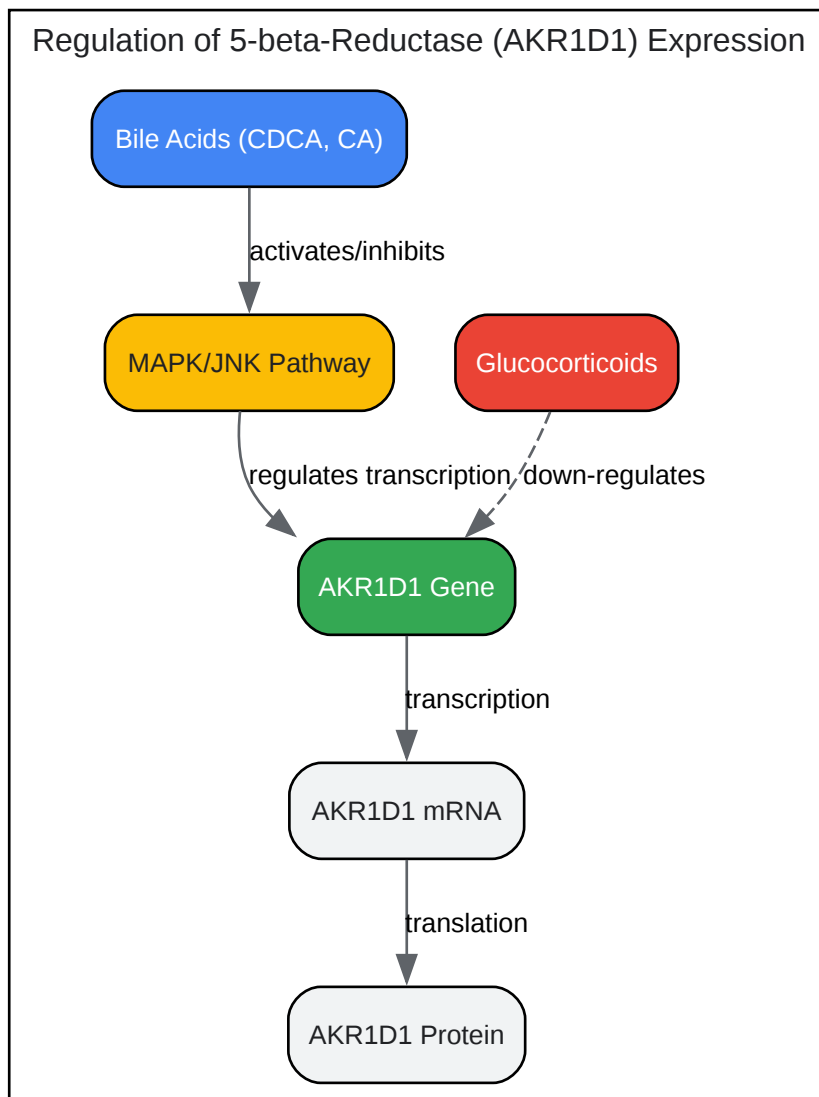 Regulation of 5-beta-Reductase (AKR1D1) Expression
Bile Acids (CDCA, CA)
activates/inhibits
MAPK/JNK Pathway
Glucocorticoids
regulates transcription
down-regulates
AKR1D1 Gene
transcription
AKR1D1 mRNA
translation
AKR1D1 Protein